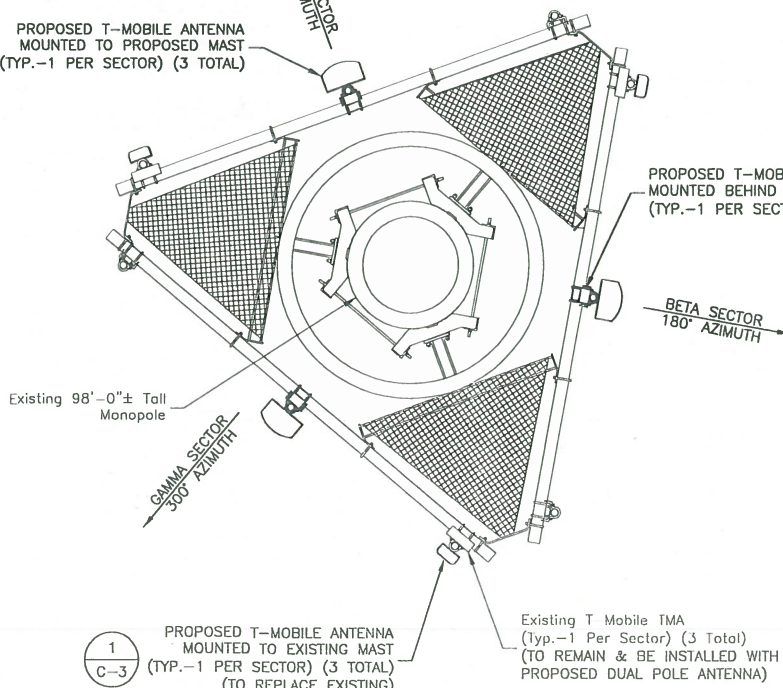 CTOR
MUTH
PROPOSED T-MOBILE ANTENNA
MOUNTED TO PROPOSED MAST
(TYP.-1 PER SECTOR) (3 TOTAL)
PROPOSED T-MOB
MOUNTED BEHIND
(TYP.-1 PER SECT
BETA SECTOR
180° AZIMUTH
Existing 98'-0"± Tall
Monopole
GAMMA SECTOR
300° AZIMUTH
1
C-3
PROPOSED T-MOBILE ANTENNA
MOUNTED TO EXISTING MAST
(TYP.-1 PER SECTOR) (3 TOTAL)
(TO REPLACE EXISTING)
Existing T Mobile TMA
(Typ.-1 Per Sector) (3 Total)
(TO REMAIN & BE INSTALLED WITH
PROPOSED DUAL POLE ANTENNA)